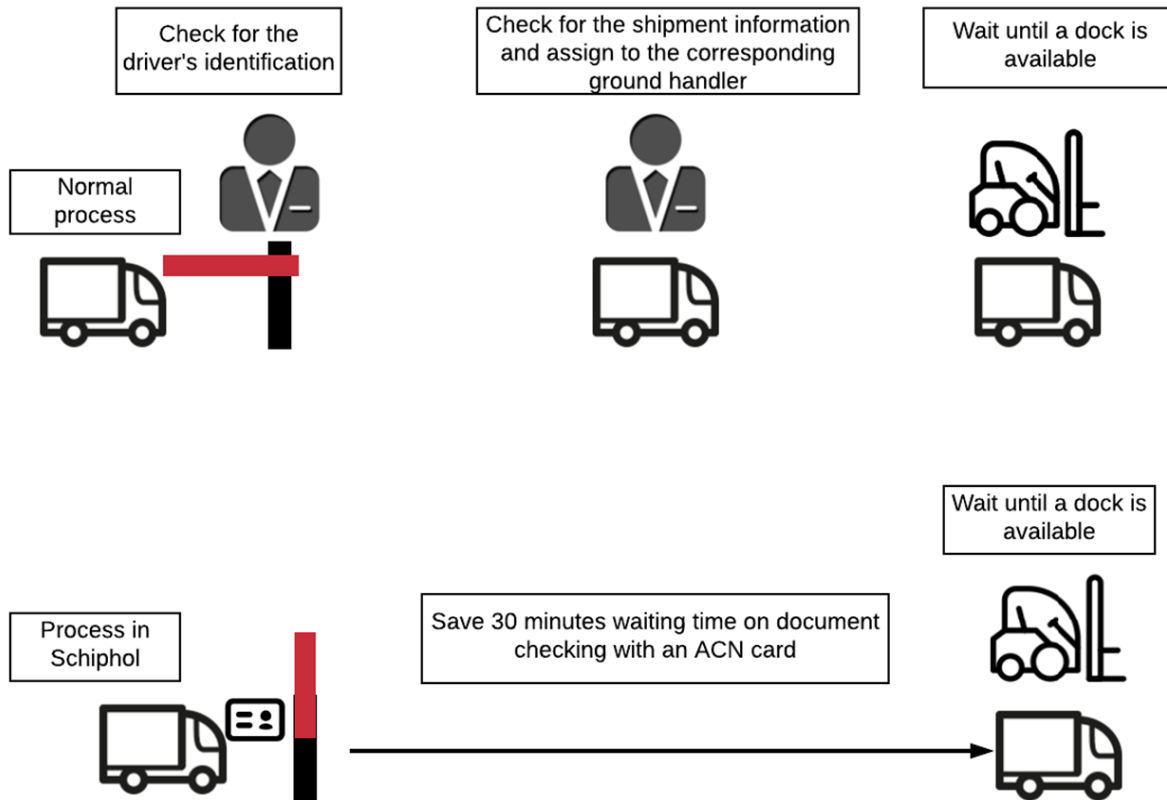 Check for the
driver's identification
Check for the shipment information
and assign to the corresponding
ground handler
Wait until a dock is
available
Normal
process
Wait until a dock is
available
Process in
Schiphol
Save 30 minutes waiting time on document
checking with an ACN card